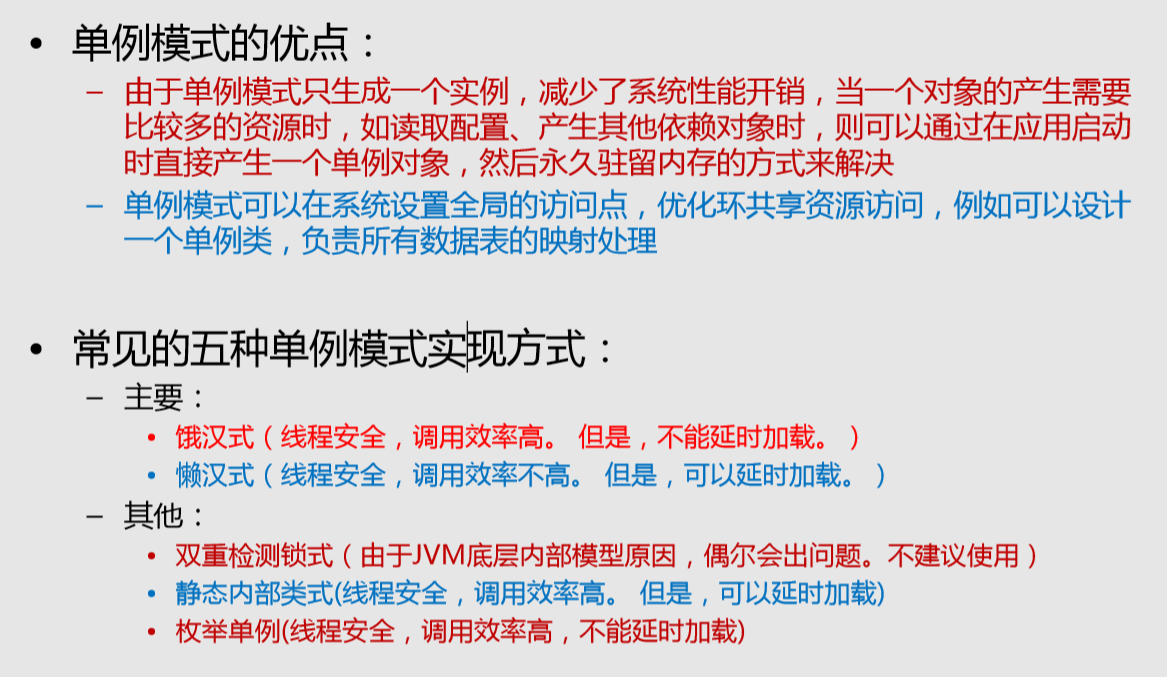 • 单例模式的优点：
– 由于单例模式只生成一个实例，减少了系统性能开销，当一个对象的产生需要
比较多的资源时，如读取配置、产生其他依赖对象时，则可以通过在应用启动
时直接产生一个单例对象，然后永久驻留内存的方式来解决
– 单例模式可以在系统设置全局的访问点，优化环共享资源访问，例如可以设计
一个单例类，负责所有数据表的映射处理
• 常见的五种单例模式实现方式：
– 主要：
• 饿汉式（线程安全，调用效率高。 但是，不能延时加载。）
• 懒汉式（线程安全，调用效率不高。 但是，可以延时加载。）
– 其他：
• 双重检测锁式（由于JVM底层内部模型原因，偶尔会出问题。不建议使用）
• 静态内部类式(线程安全，调用效率高。 但是，可以延时加载)
• 枚举单例(线程安全，调用效率高，不能延时加载)